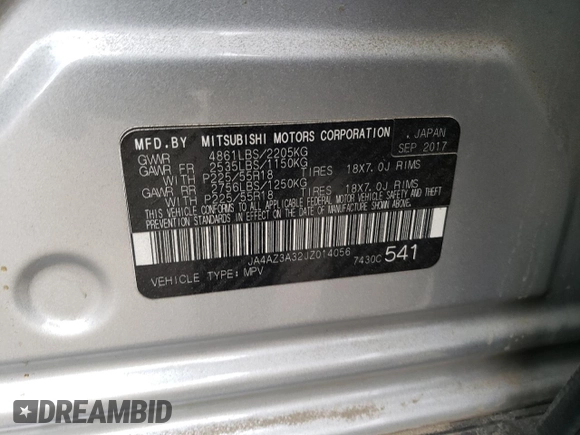 MFD.BY MITSUBISHI MOTORS CORPORATION . JAPAN
GVWR 4861LBS/2205KG SEP 2017
GAWR FR 2535LBS/1150KG
WITH P225/55R18 TIRES 18X7.0J RIMS
GAWR RR 2756LBS/1250KG
WITH P225/55R18 TIRES 18X7.0J RIMS
THIS VEHICLE CONFORMS TO ALL APPLICABLE FEDERAL MOTOR VEHICLE SAFETY, BUMPER, AND THEFT
PREVENTION STANDARDS IN EFFECT ON THE DATE OF MANUFACTURE SHOWN ABOVE.
JA4AZ3A32JZ014056 7430C 541
VEHICLE TYPE: MPV
DREAMBID